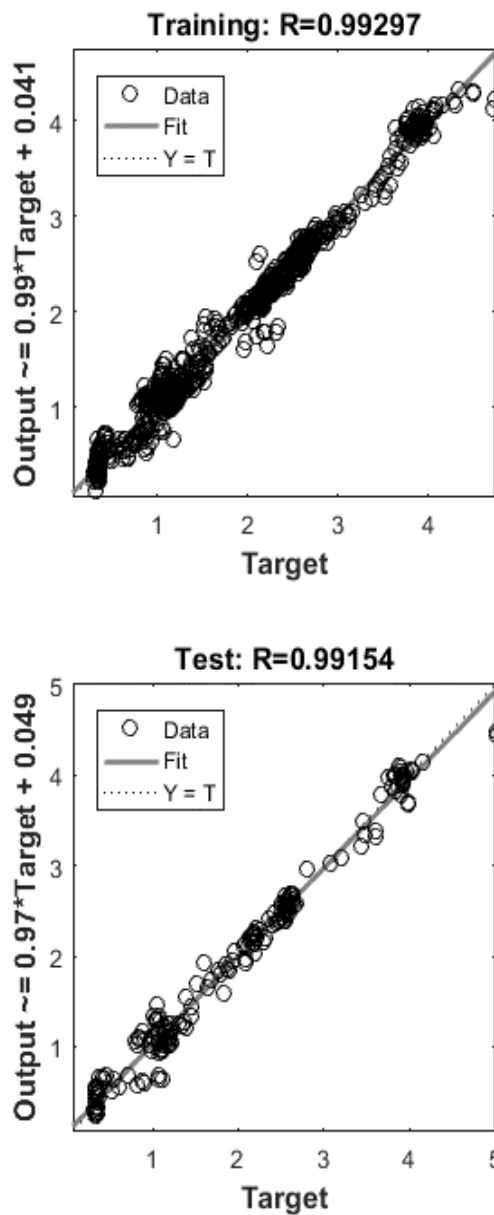 Training: R=0.99297
Output ~= 0.99*Target + 0.041
4
3
2
1
Data
Fit
Y = T
1 2 3 4
Target
Test: R=0.99154
Output ~= 0.97*Target + 0.049
5
4
3
2
1
Data
Fit
Y = T
1 2 3 4 5
Target